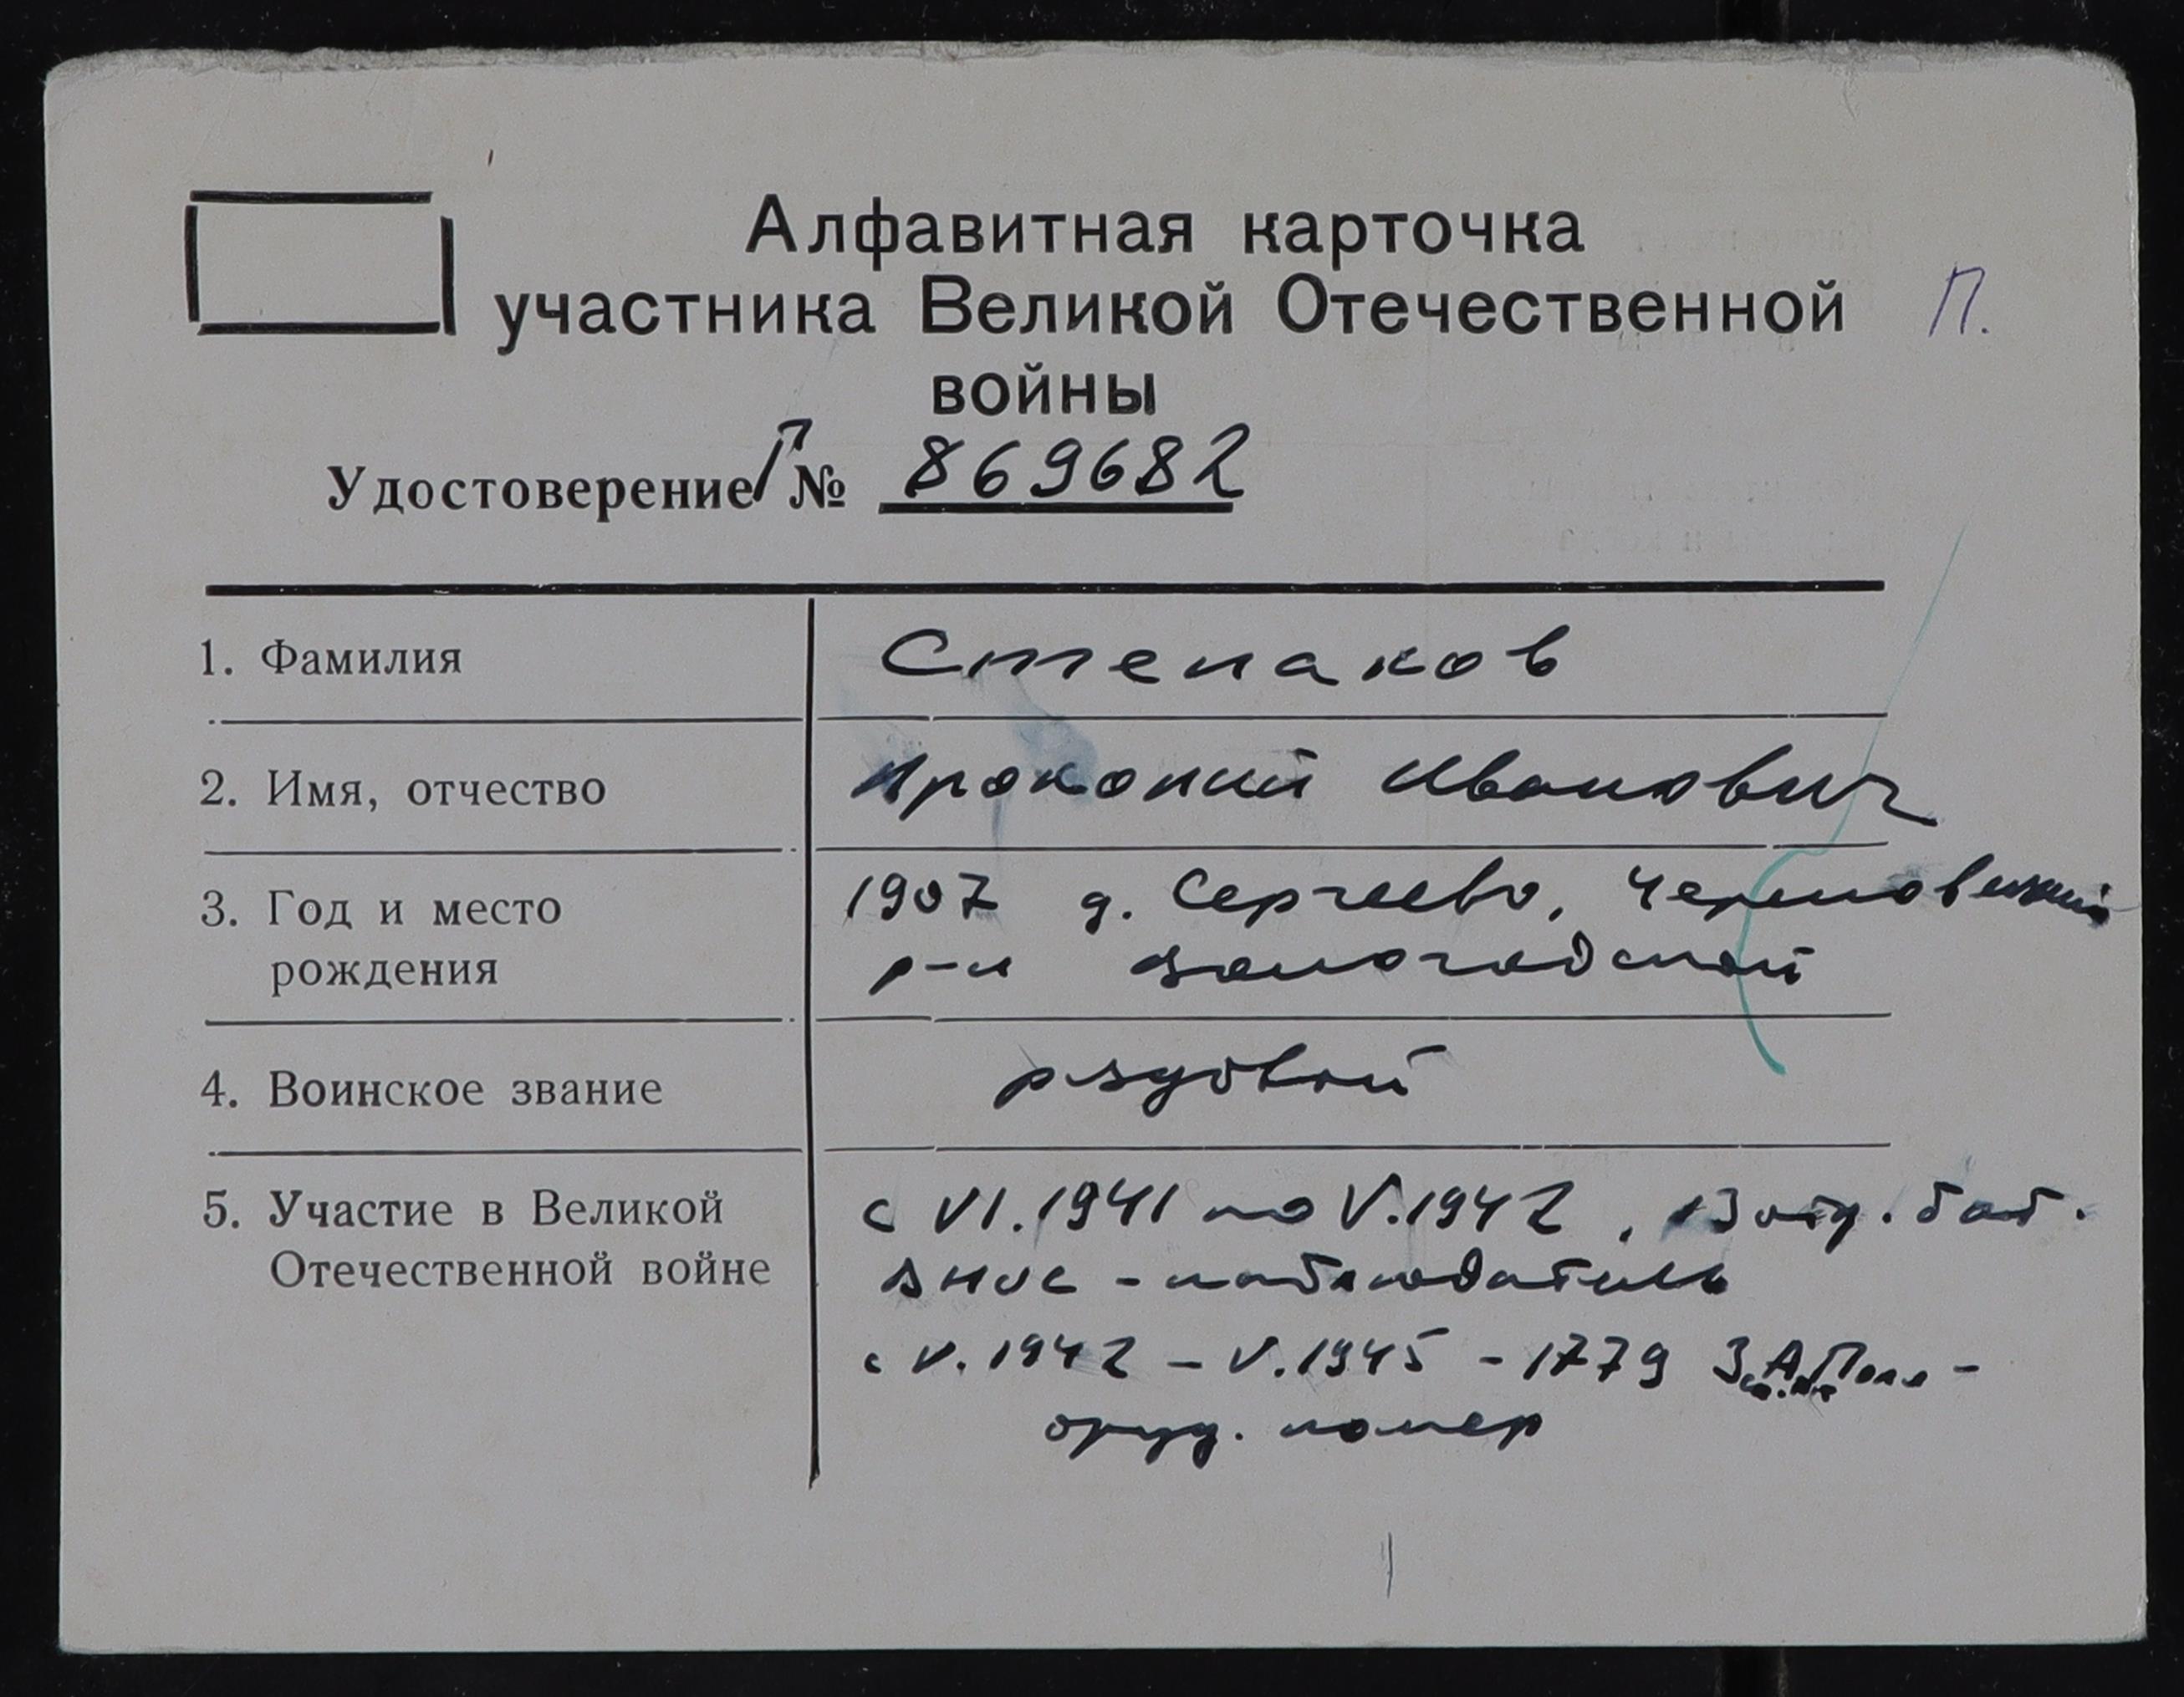 Алфавитная карточка
участника Великой Отечественной П.
войны
Удостоверение Г № 869682
1. Фамилия Степаков
2. Имя, отчество Прокопий Иванович
3. Год и место 1907 д. Сергеево,
рождения р-н Вологодской
4. Воинское звание рядовой
5. Участие в Великой с VI.1941 по V.1942, 13 отд. бат.
Отечественной войне ВНОС - наблюдатель
с V.1942 - V.1945 - 1779 З.А.Полк -
оруд. номер